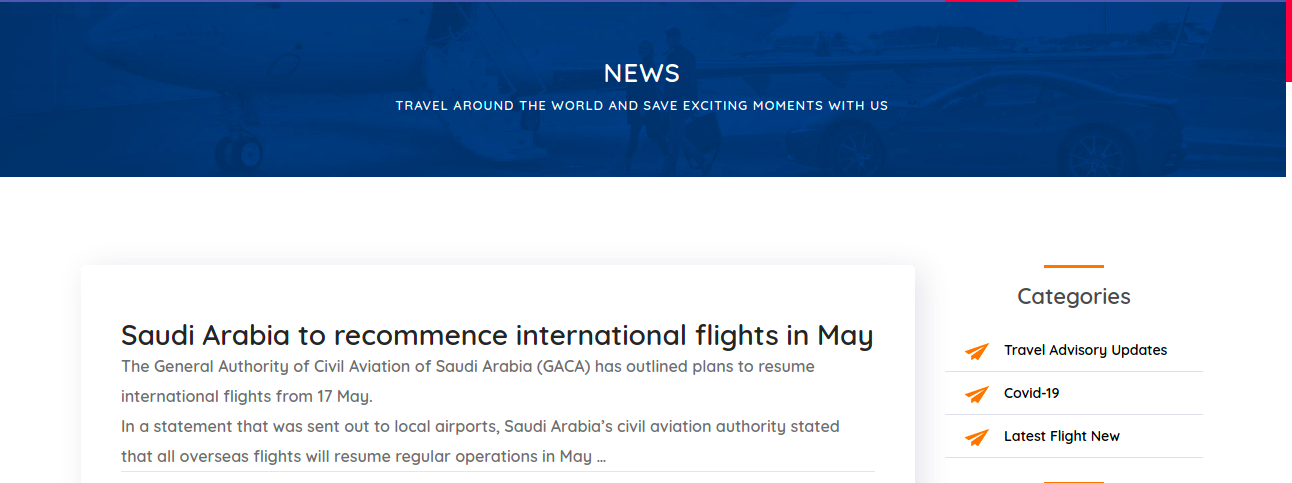 NEWS
TRAVEL AROUND THE WORLD AND SAVE EXCITING MOMENTS WITH US
Saudi Arabia to recommence international flights in May
The General Authority of Civil Aviation of Saudi Arabia (GACA) has outlined plans to resume
international flights from 17 May.
In a statement that was sent out to local airports, Saudi Arabia’s civil aviation authority stated
that all overseas flights will resume regular operations in May ...
Categories
Travel Advisory Updates
Covid-19
Latest Flight New